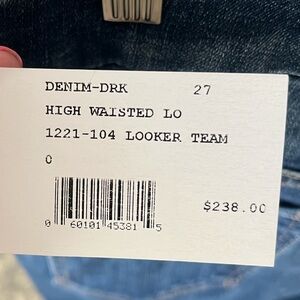 DENIM-DRK 27
HIGH WAISTED LO
1221-104 LOOKER TEAM
0
$238.00
0 60101 45381 5